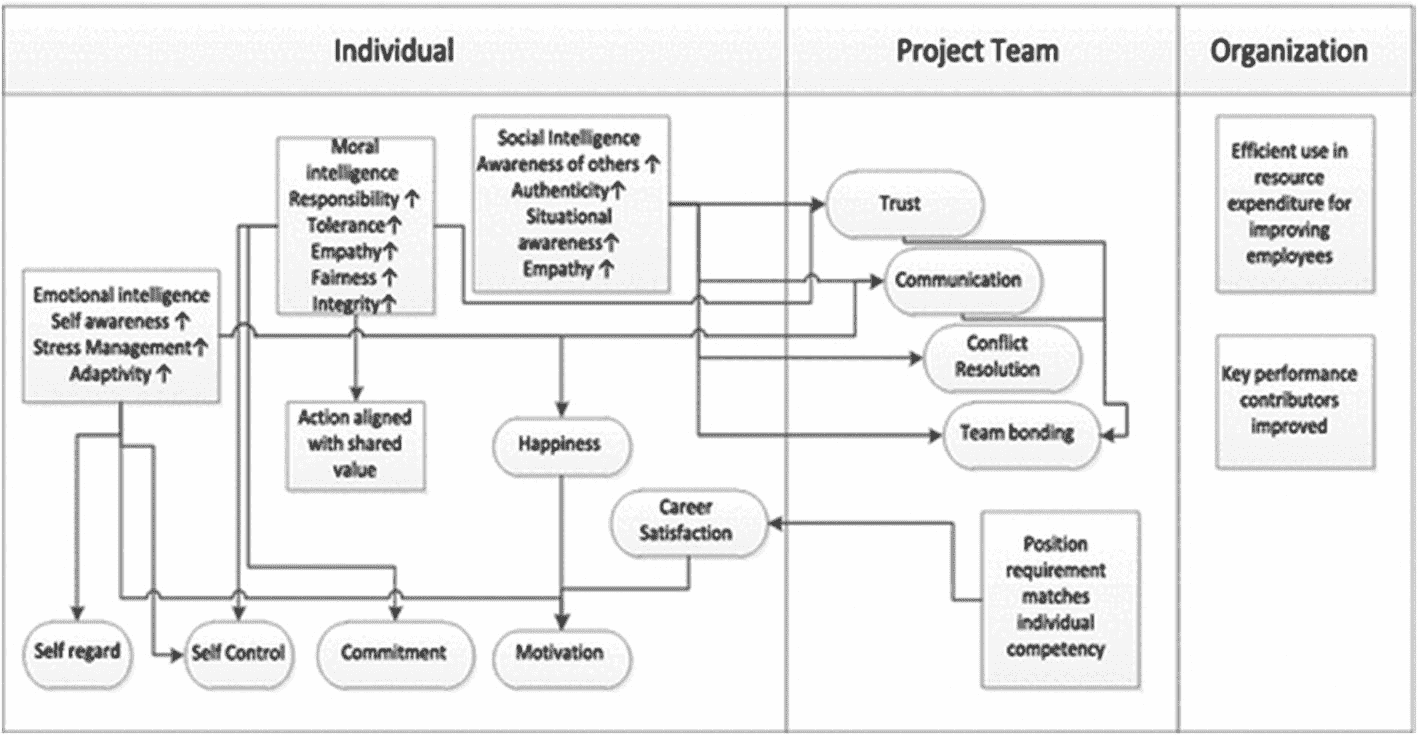 Individual
Project Team
Organization
Moral
intelligence
Responsibility ↑
Tolerance↑
Empathy↑
Fairness ↑
Integrity↑
Social Intelligence
Awareness of others ↑
Authenticity↑
Situational
awareness↑
Empathy ↑
Emotional intelligence
Self awareness ↑
Stress Management↑
Adaptivity ↑
Action aligned
with shared
value
Happiness
Career
Satisfaction
Self regard
Self Control
Commitment
Motivation
Trust
Communication
Conflict
Resolution
Team bonding
Position
requirement
matches
individual
competency
Efficient use in
resource
expenditure for
improving
employees
Key performance
contributors
improved